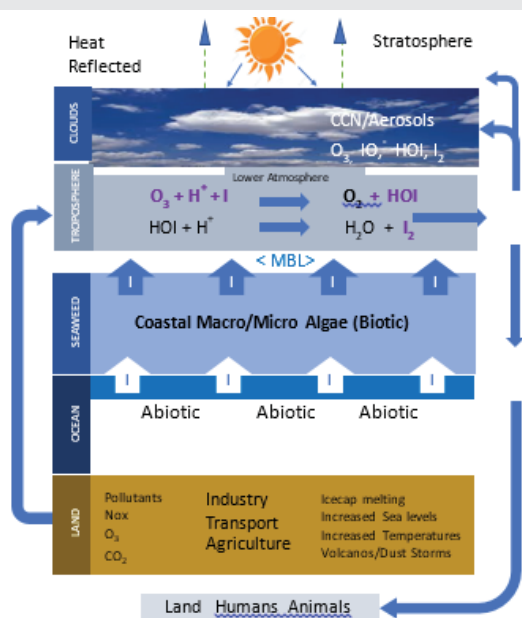 Heat
Reflected
Stratosphere
CLOUDS
CCN/Aerosols
O₃, IO,⁻ HOI, I₂
TROPOSPHERE
Lower Atmosphere
O₃ + H⁺ + I
O₂ + HOI
HOI + H⁺
H₂O + I₂
< MBL>
I I I I
SEAWEED
Coastal Macro/Micro Algae (Biotic)
I I I I
OCEAN
Abiotic Abiotic Abiotic
LAND
Pollutants
Nox
O₃
CO₂
Industry
Transport
Agriculture
Icecap melting
Increased Sea levels
Increased Temperatures
Volcanos/Dust Storms
Land Humans Animals